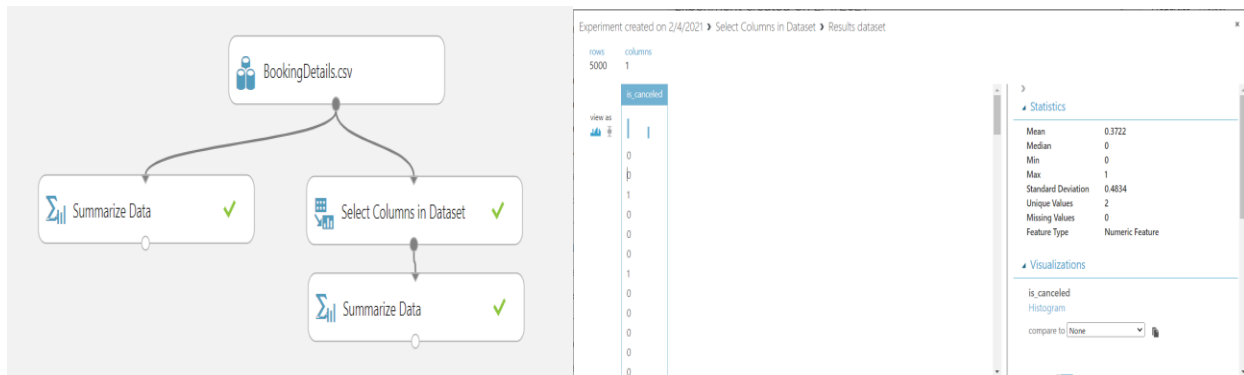 BookingDetails.csv
Summarize Data
Select Columns in Dataset
Summarize Data
Experiment created on 2/4/2021 ❯ Select Columns in Dataset ❯ Results dataset
rows columns
5000 1
is_canceled
view as
0
0
1
0
0
0
1
0
0
0
0
0
Statistics
Mean 0.3722
Median 0
Min 0
Max 1
Standard Deviation 0.4834
Unique Values 2
Missing Values 0
Feature Type Numeric Feature
Visualizations
is_canceled
Histogram
compare to None